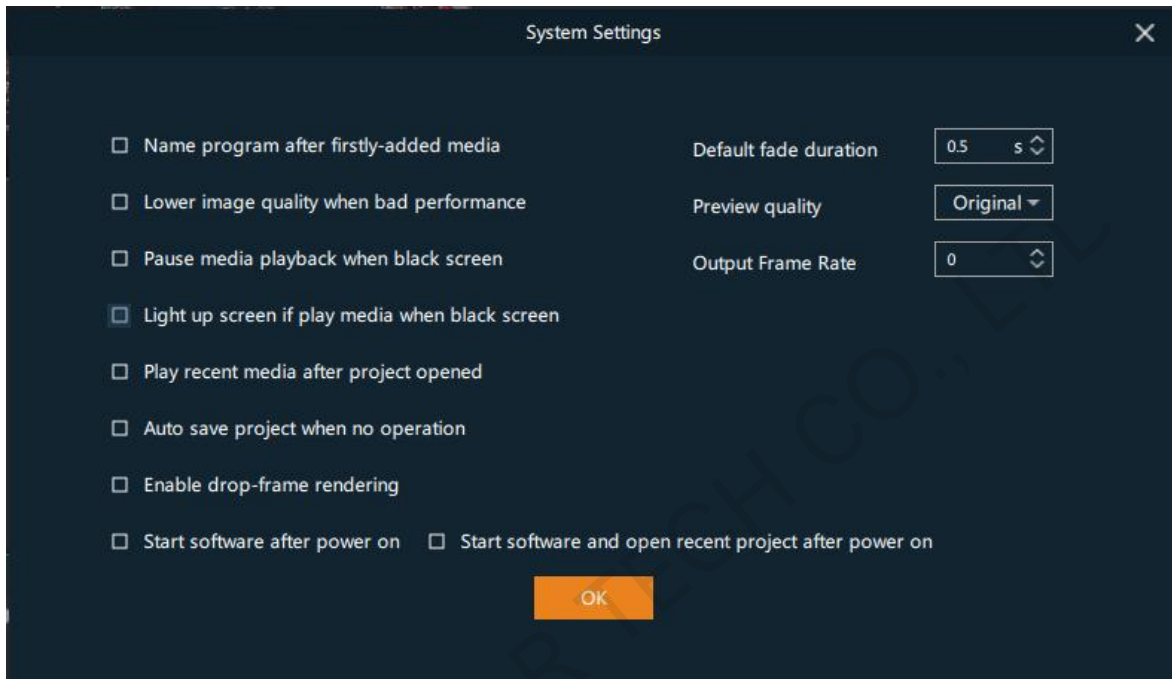 System Settings
Name program after firstly-added media
Default fade duration
0.5 s
Lower image quality when bad performance
Preview quality
Original
Pause media playback when black screen
Output Frame Rate
0
Light up screen if play media when black screen
Play recent media after project opened
Auto save project when no operation
Enable drop-frame rendering
Start software after power on
Start software and open recent project after power on
OK
R TECH CO., LTD